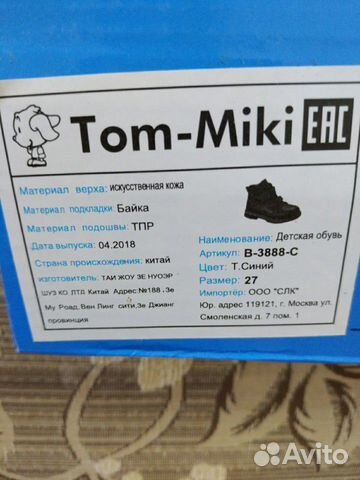 Tom-Miki EAC
Материал верха: искусственная кожа
Материал подкладки: Байка
Материал подошвы: ТПР
Дата выпуска: 04.2018
Страна происхождения: китай
изготовитель: ТАИ ЖОУ ЗЕ НУОЭР
ШУЗ КО ЛТД Китай Адрес:№188, Зе
Му Роад, Вен Линг сити, Зе Джианг
провинция
Наименование: Детская обувь
Артикул: B-3888-C
Цвет: Т.Синий
Размер: 27
Импортёр: ООО "СЛК"
Юр. адрес 119121, г. Москва ул.
Смоленская д. 7 пом. 1
Avito